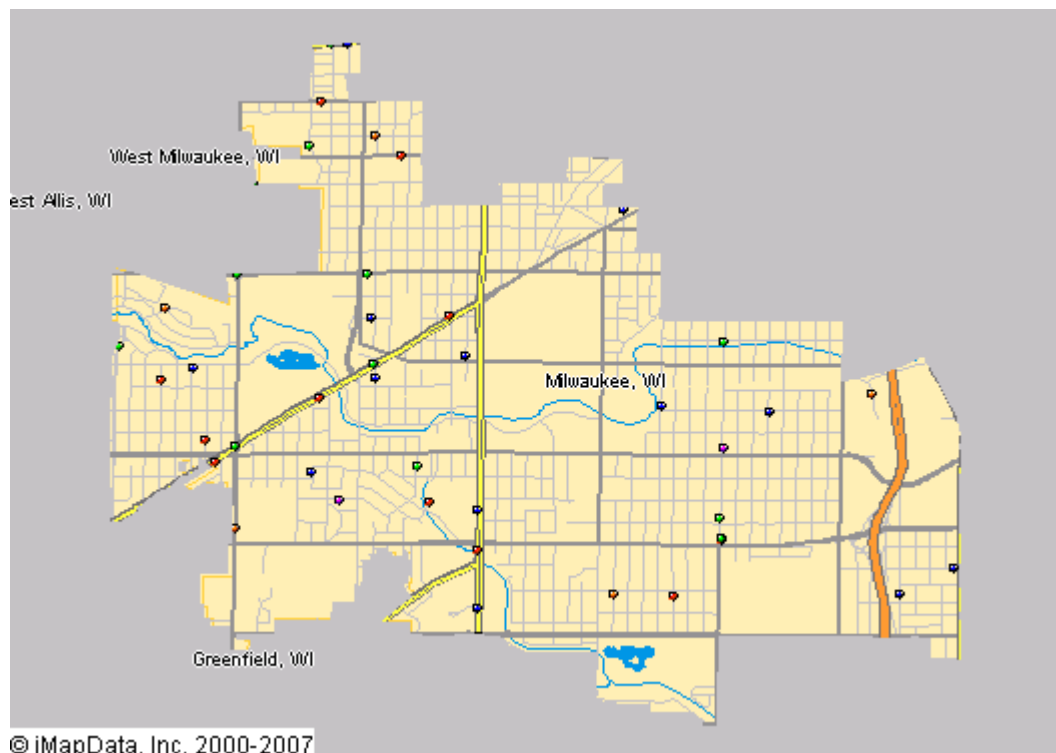 West Milwaukee, WI
est Allis, WI
Milwaukee, WI
Greenfield, WI
© iMapData, Inc. 2000-2007